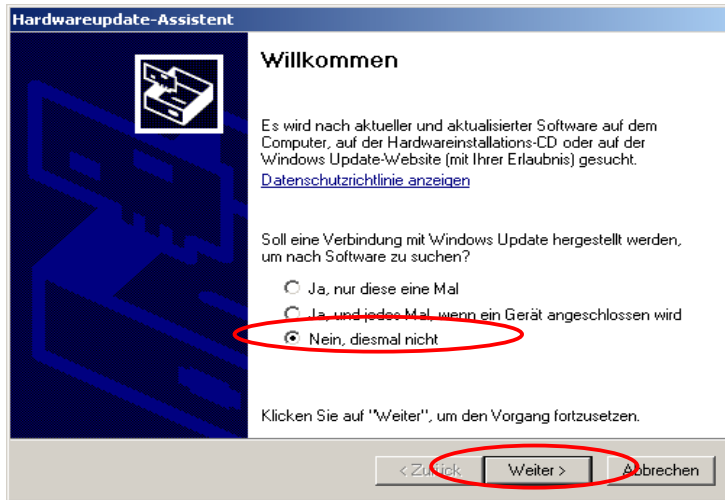 Hardwareupdate-Assistent
Willkommen
Es wird nach aktueller und aktualisierter Software auf dem
Computer, auf der Hardwareinstallations-CD oder auf der
Windows Update-Website (mit Ihrer Erlaubnis) gesucht.
Datenschutzrichtlinie anzeigen
Soll eine Verbindung mit Windows Update hergestellt werden,
um nach Software zu suchen?
Ja, nur diese eine Mal
Ja, und jedes Mal, wenn ein Gerät angeschlossen wird
Nein, diesmal nicht
Klicken Sie auf "Weiter", um den Vorgang fortzusetzen.
< Zurück Weiter > Abbrechen